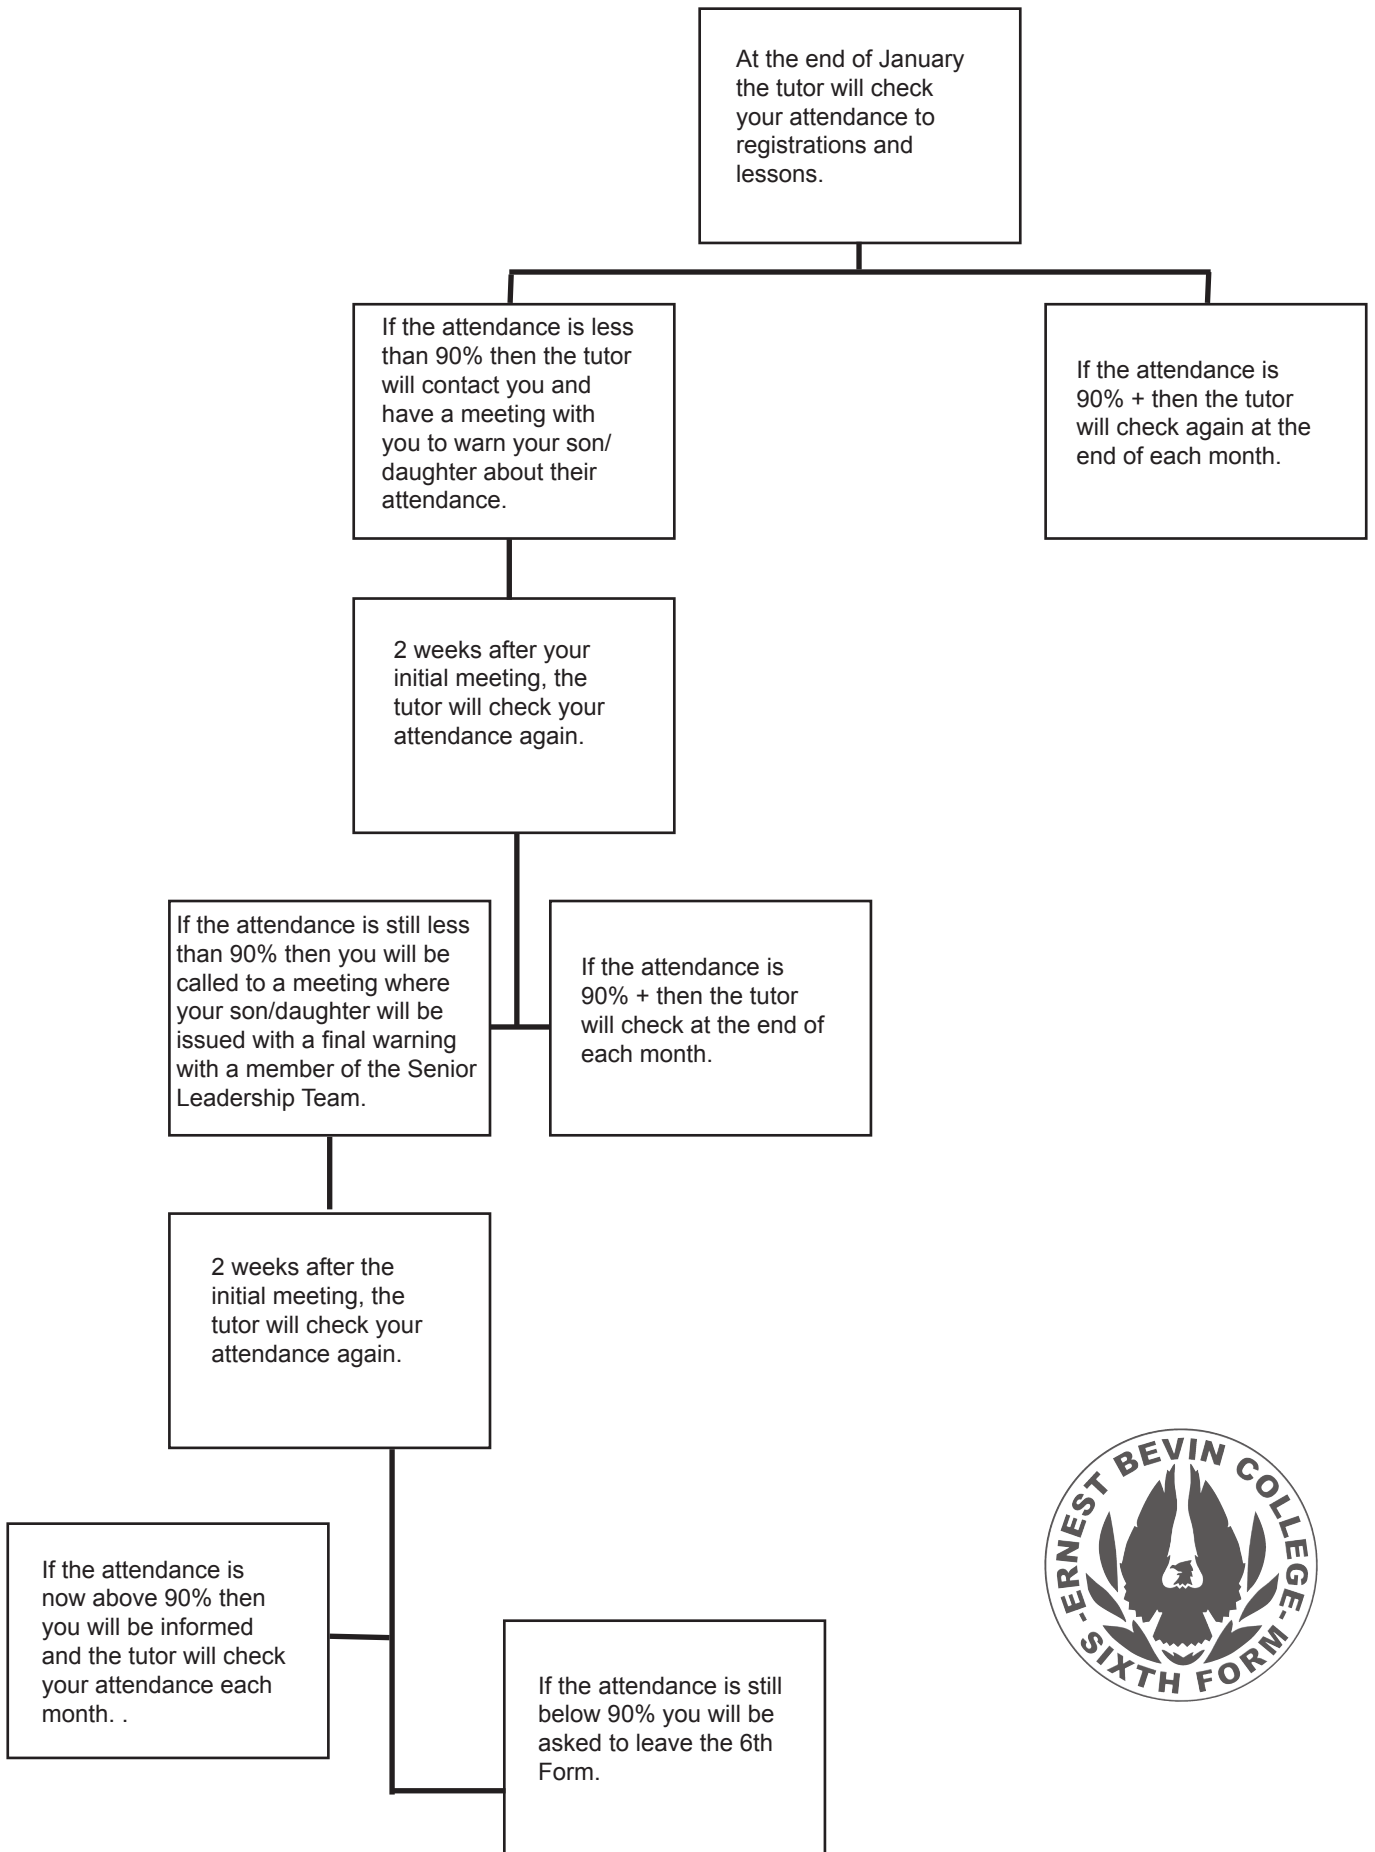 At the end of January
the tutor will check
your attendance to
registrations and
lessons.
If the attendance is less
than 90% then the tutor
will contact you and
have a meeting with
you to warn your son/
daughter about their
attendance.
If the attendance is
90% + then the tutor
will check again at the
end of each month.
2 weeks after your
initial meeting, the
tutor will check your
attendance again.
If the attendance is still less
than 90% then you will be
called to a meeting where
your son/daughter will be
issued with a final warning
with a member of the Senior
Leadership Team.
If the attendance is
90% + then the tutor
will check at the end of
each month.
2 weeks after the
initial meeting, the
tutor will check your
attendance again.
If the attendance is
now above 90% then
you will be informed
and the tutor will check
your attendance each
month. .
If the attendance is still
below 90% you will be
asked to leave the 6th
Form.
-ERNEST BEVIN COLLEGE-
SIXTH FORM